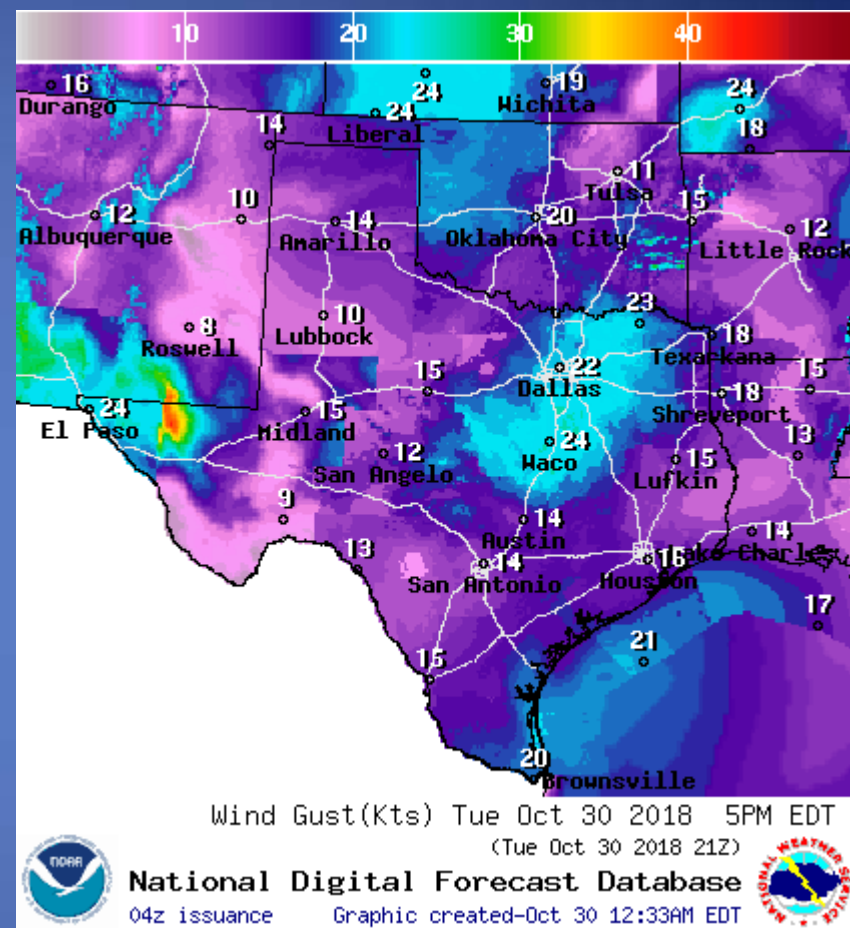 10 20 30 40
16 24 19 24
Durango Wichita
24
Liberal
14 18
11
Tulsa
12 10 14 20 15 12
Albuquerque Amarillo Oklahoma City Little Rock
8 10 23
Roswell Lubbock 18
Texarkana
22
Dallas
15 18 15
24 15 Shreveport
El Paso Midland
12 24 15 13
San Angelo Waco Lufkin
9 14 14
Austin Lake Charles
13 14 16
San Antonio Houston
17
21
15
20
Brownsville
Wind Gust(Kts) Tue Oct 30 2018 5PM EDT
(Tue Oct 30 2018 21Z)
NOAA
National Digital Forecast Database
04z issuance Graphic created-Oct 30 12:33AM EDT
NATIONAL WEATHER SERVICE